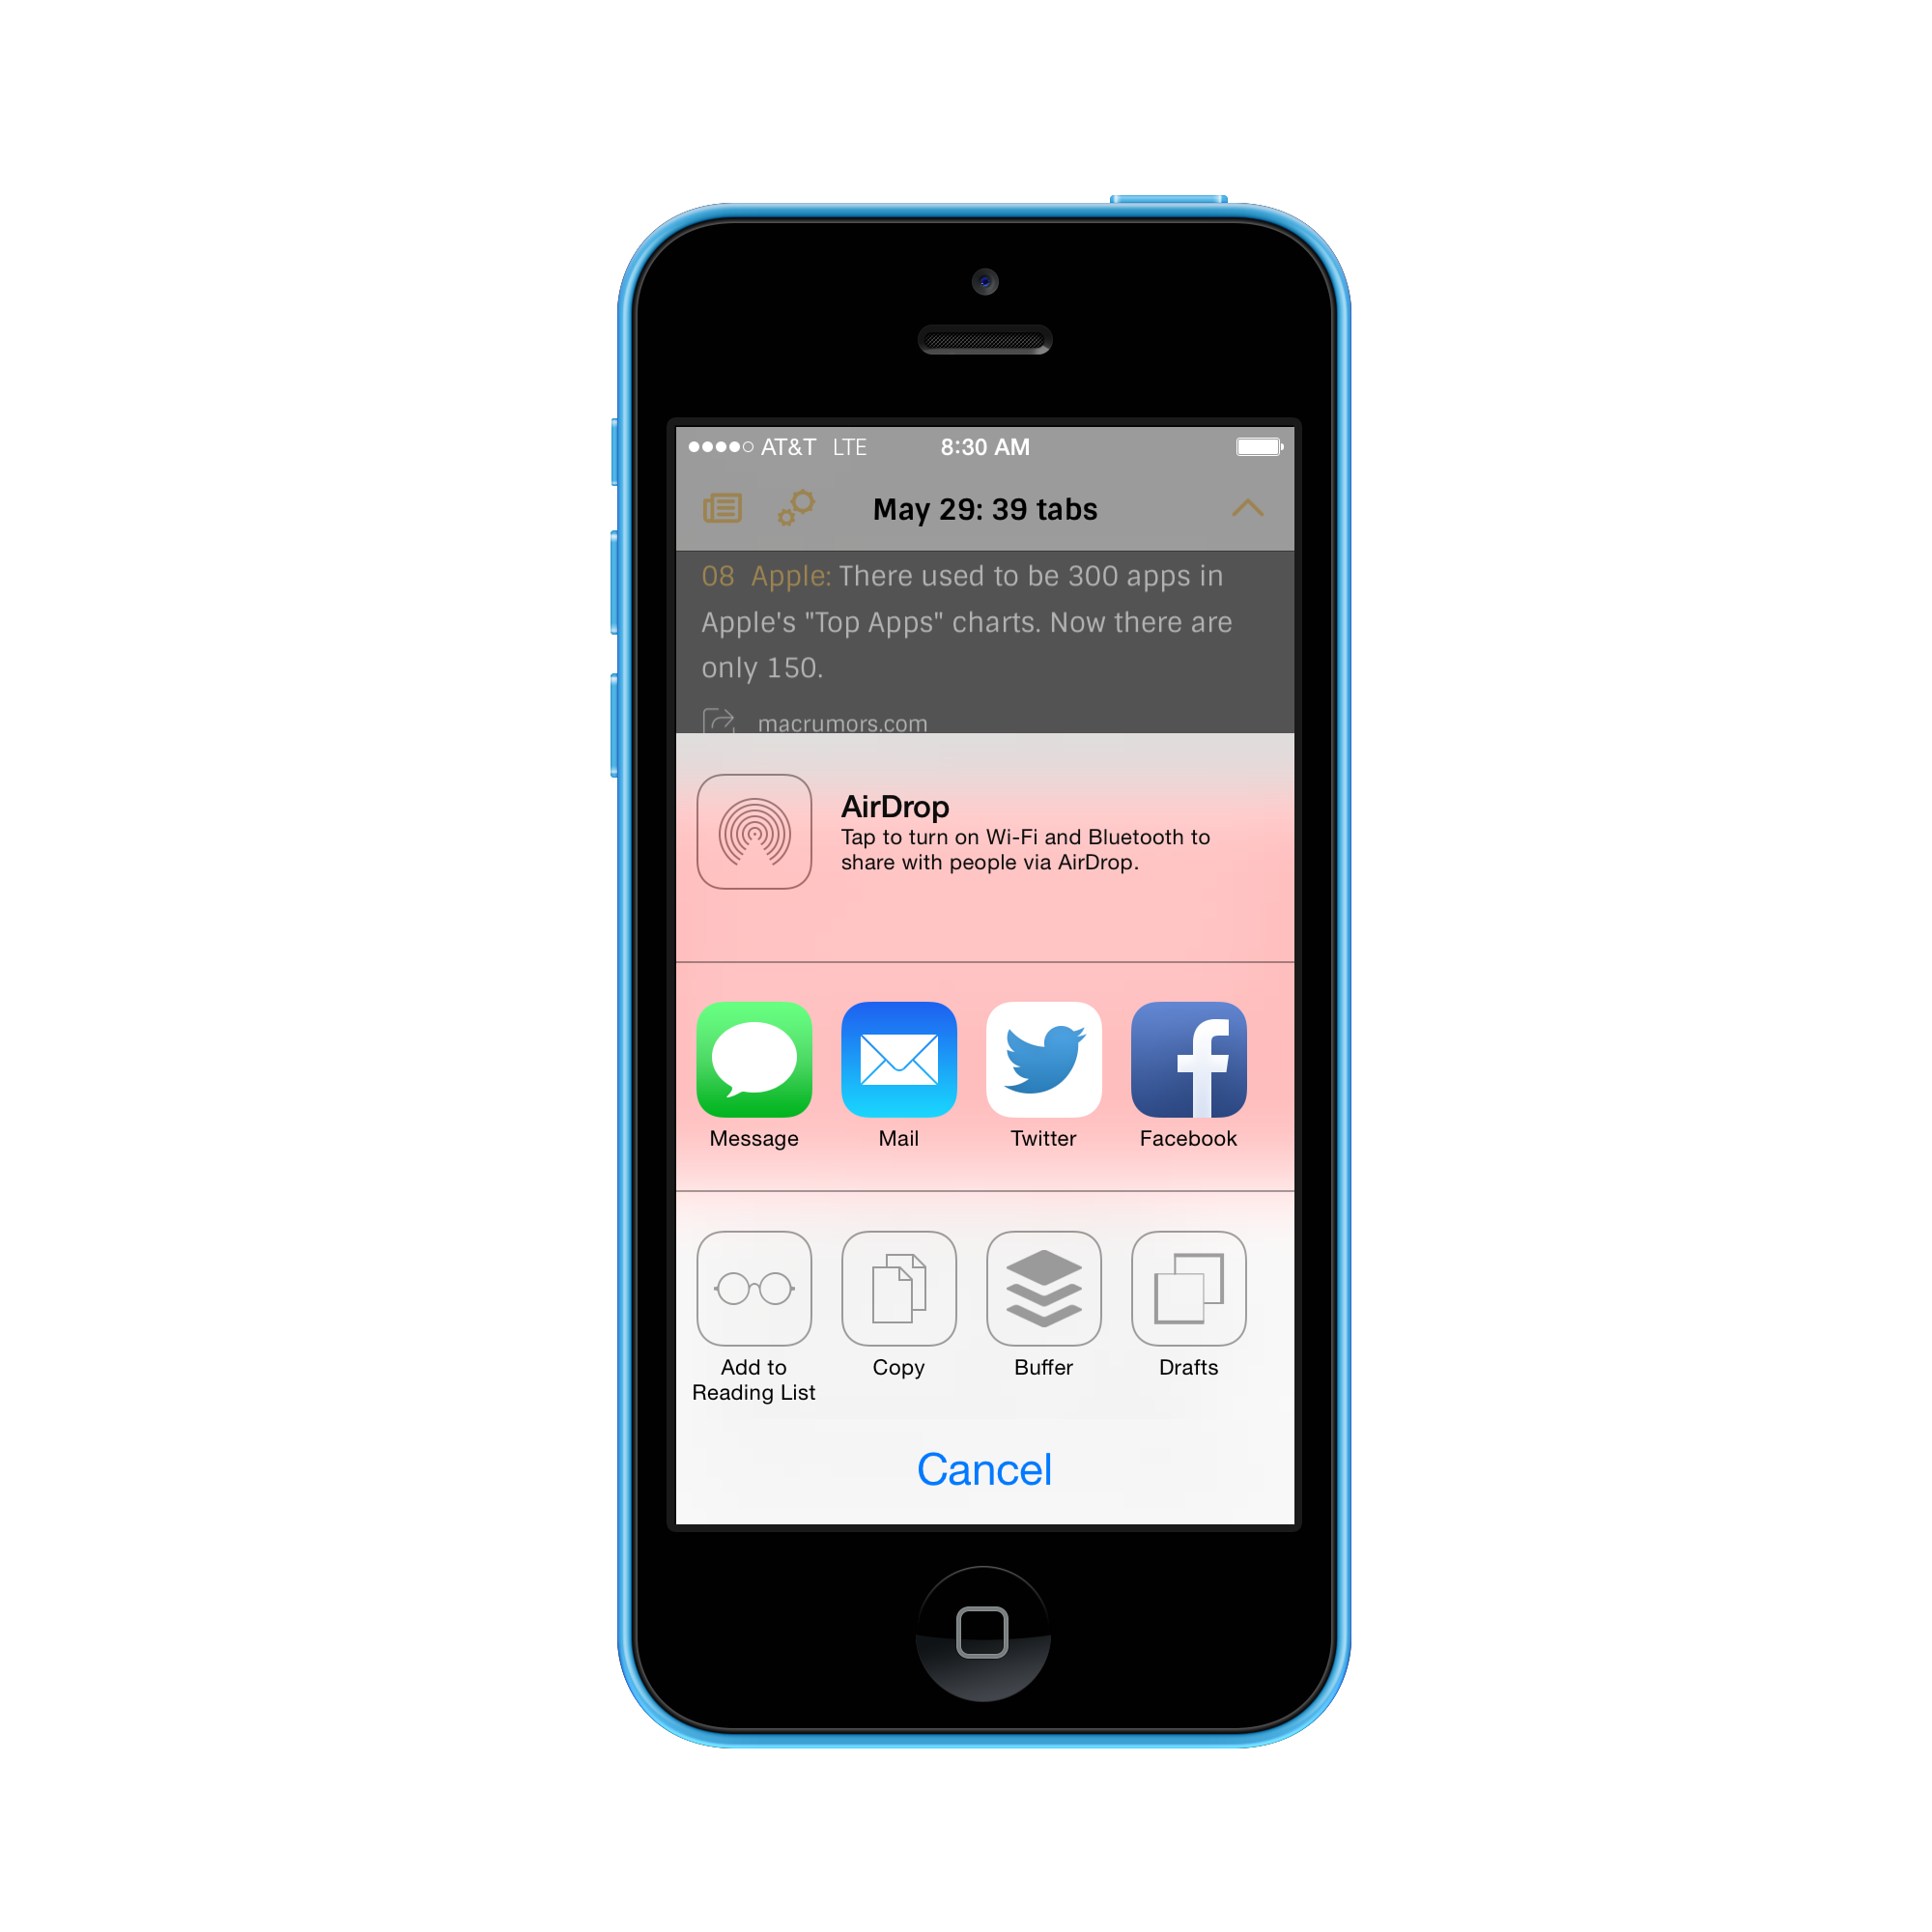 AT&T LTE 8:30 AM
May 29: 39 tabs
08 Apple: There used to be 300 apps in
Apple's "Top Apps" charts. Now there are
only 150.
macrumors.com
AirDrop
Tap to turn on Wi-Fi and Bluetooth to
share with people via AirDrop.
Message Mail Twitter Facebook
Add to
Reading List
Copy Buffer Drafts
Cancel